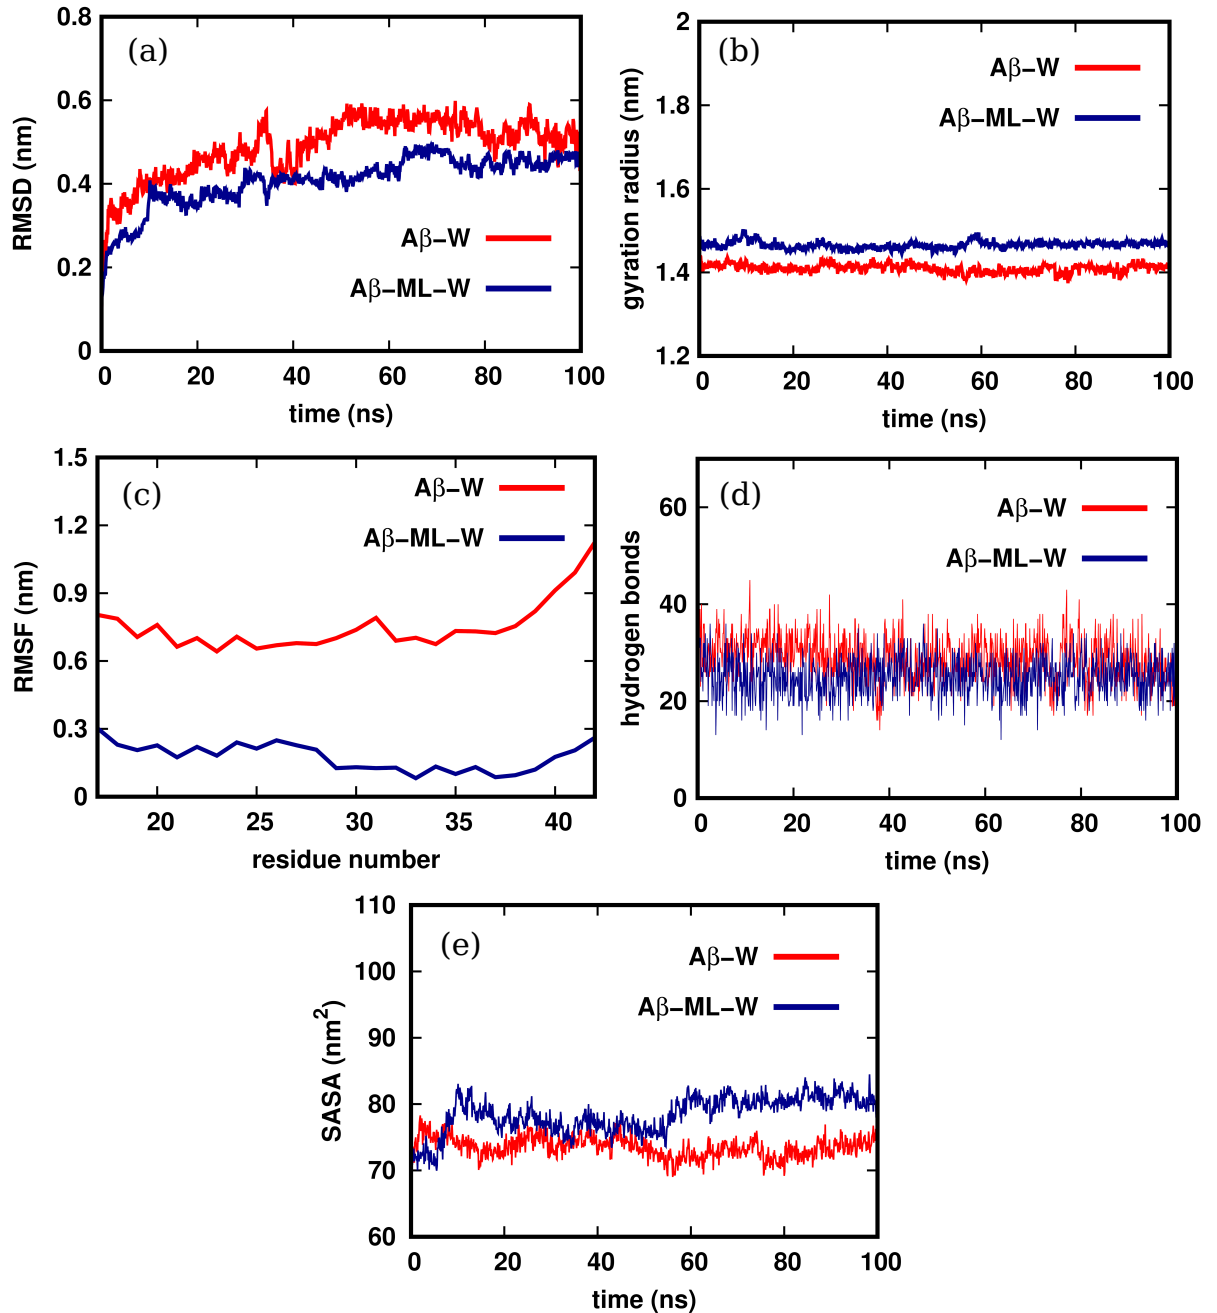 (a)
RMSD (nm)
0.8
0.6
0.4
0.2
0
Aβ–W
Aβ–ML–W
0 20 40 60 80 100
time (ns)
(b)
gyration radius (nm)
2
1.8
1.6
1.4
1.2
Aβ–W
Aβ–ML–W
0 20 40 60 80 100
time (ns)
(c)
RMSF (nm)
1.5
1.2
0.9
0.6
0.3
0
Aβ–W
Aβ–ML–W
20 25 30 35 40
residue number
(d)
hydrogen bonds
60
40
20
0
Aβ–W
Aβ–ML–W
0 20 40 60 80 100
time (ns)
(e)
SASA (nm²)
110
100
90
80
70
60
Aβ–W
Aβ–ML–W
0 20 40 60 80 100
time (ns)